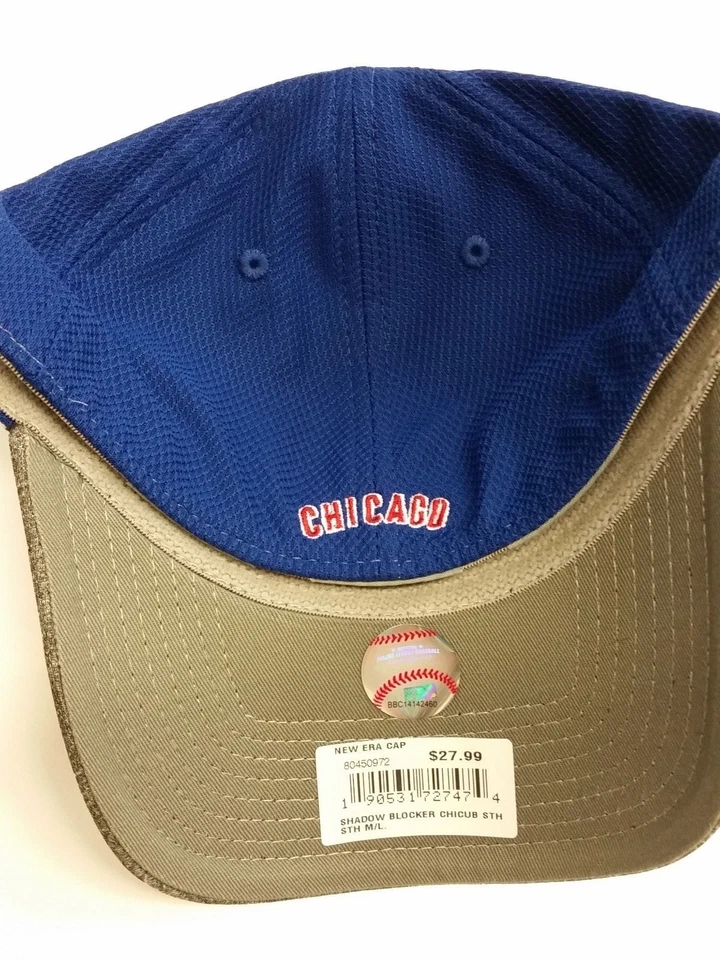 CHICAGO
BBC14142460
NEW ERA CAP $27.99
80450972
1 90531 72747 4
SHADOW BLOCKER CHICUB STH
STH M/L